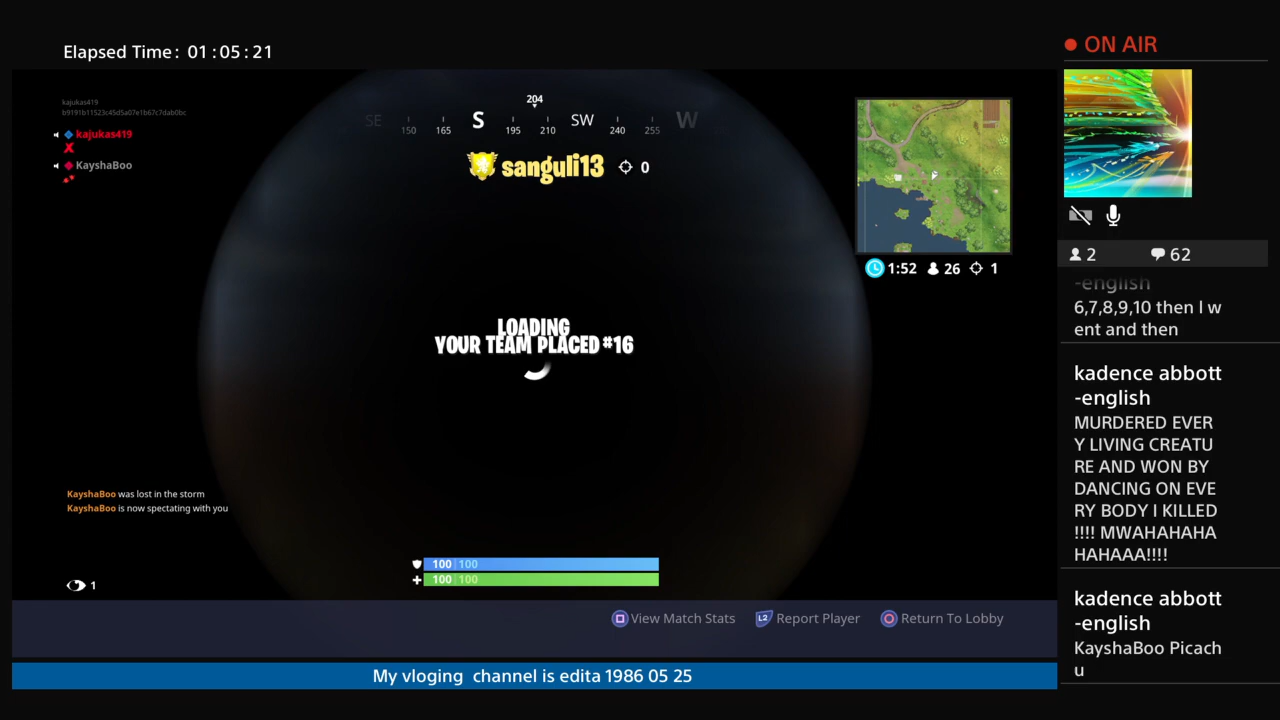 Elapsed Time: 01:05:21
ON AIR
kajukas419
kajukas419
KayshaBoo
204
SE 150 165 S 195 210 SW 240 255 W
sanguli13 0
1:52 26 1
LOADING
YOUR TEAM PLACED #16
KayshaBoo was lost in the storm
KayshaBoo is now spectating with you
1
100 100
100 100
View Match Stats
L2 Report Player
Return To Lobby
My vloging channel is edita 1986 05 25
2 62
-english
6,7,8,9,10 then I w
ent and then
kadence abbott
-english
MURDERED EVER
Y LIVING CREATU
RE AND WON BY
DANCING ON EVE
RY BODY I KILLED
!!!! MWAHAHAHA
HAHAAA!!!!
kadence abbott
-english
KayshaBoo Picach
u